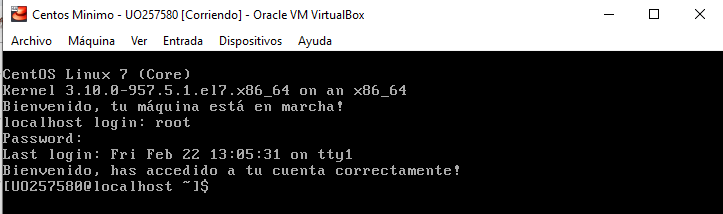 Centos Minimo - UO257580 [Corriendo] - Oracle VM VirtualBox
Archivo Máquina Ver Entrada Dispositivos Ayuda
CentOS Linux 7 (Core)
Kernel 3.10.0-957.5.1.el7.x86_64 on an x86_64
Bienvenido, tu máquina está en marcha!
localhost login: root
Password:
Last login: Fri Feb 22 13:05:31 on tty1
Bienvenido, has accedido a tu cuenta correctamente!
[UO257580@localhost ~]$